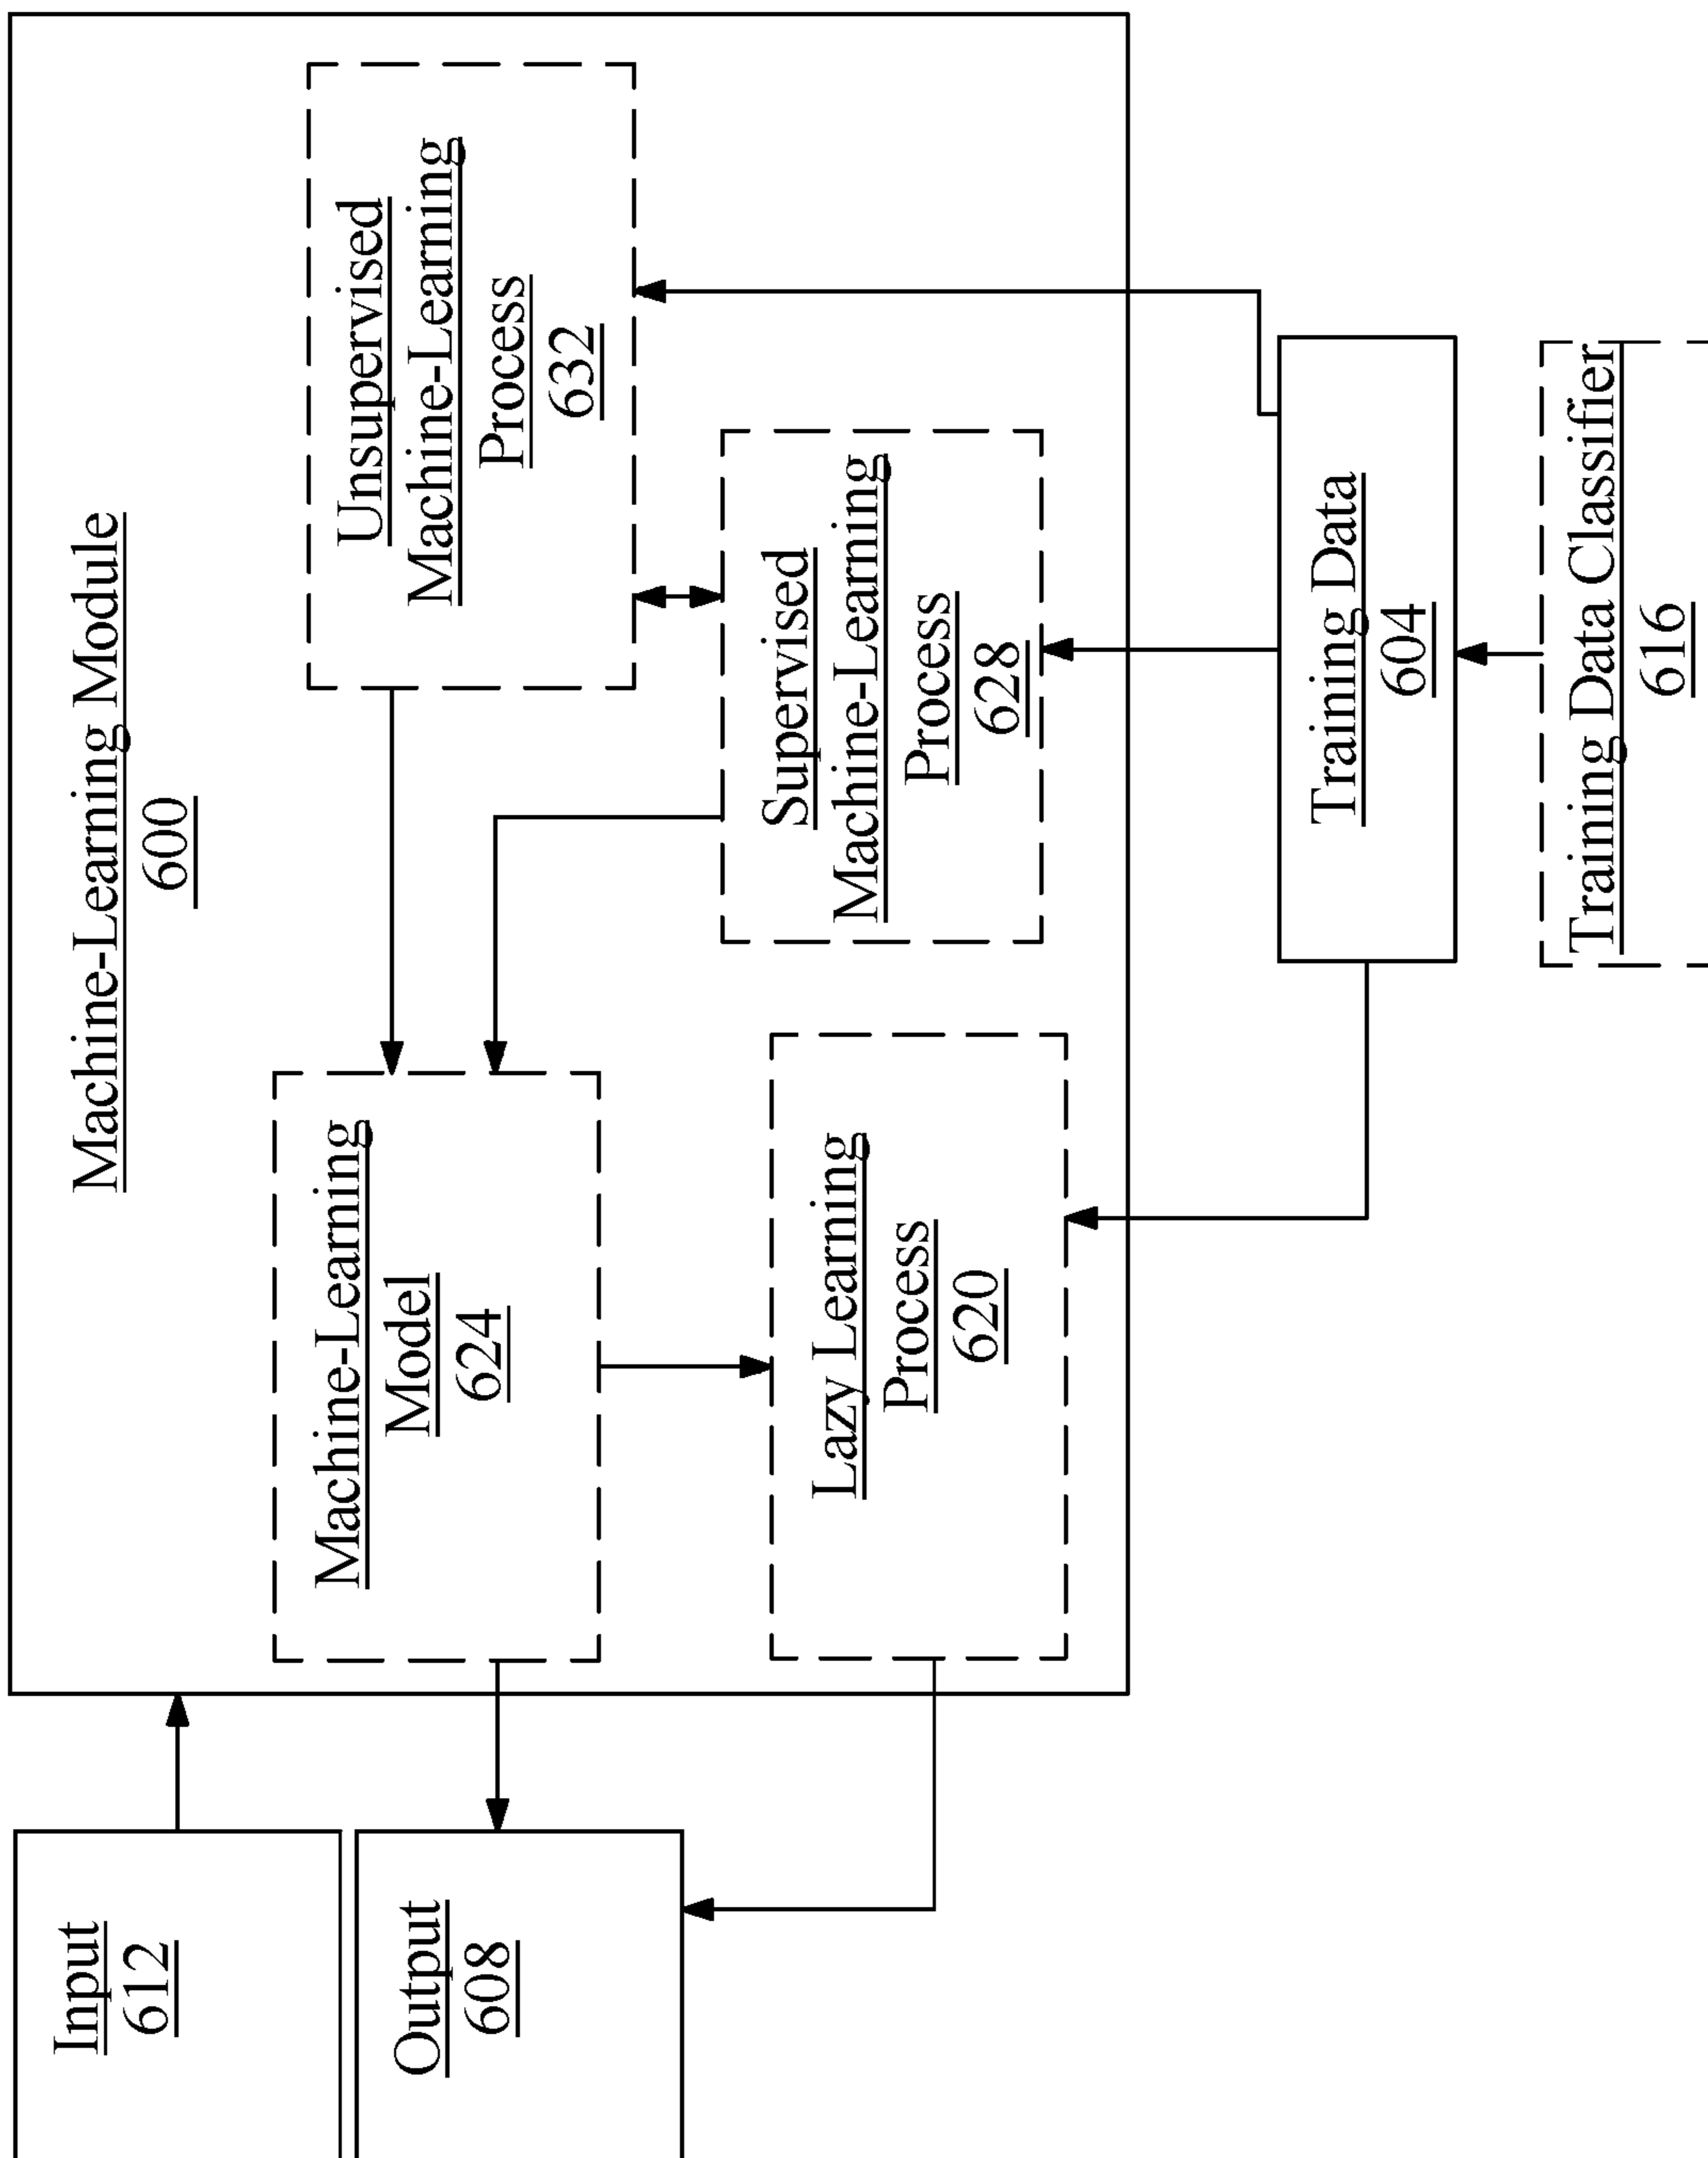 Machine-Learning Module
600
Input
612
Output
608
Machine-Learning
Model
624
Unsupervised
Machine-Learning
Process
632
Lazy Learning
Process
620
Supervised
Machine-Learning
Process
628
Training Data
604
Training Data Classifier
616